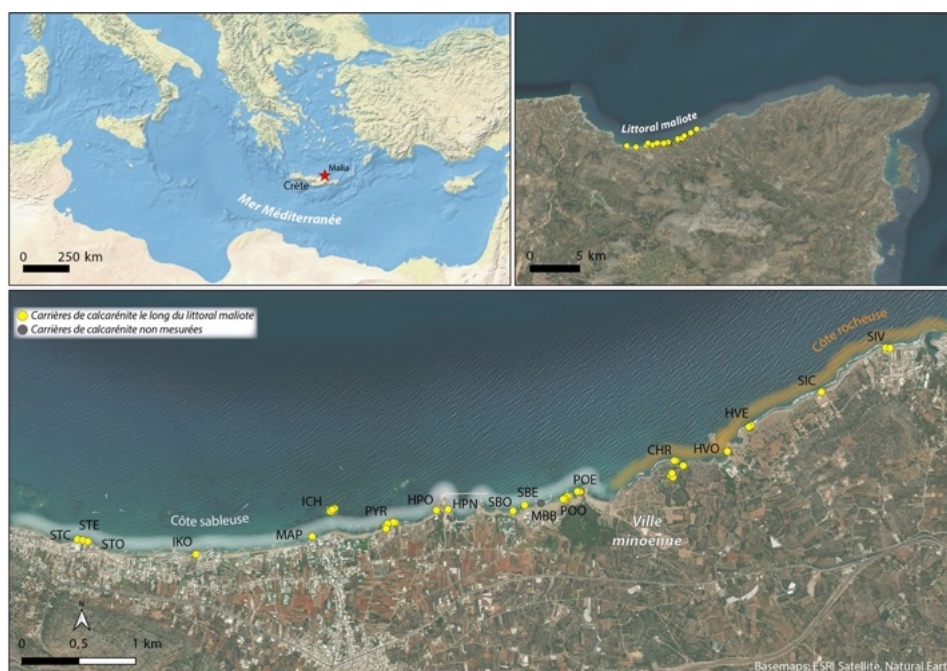 Malia
Crète
Mer Méditerranée
0 250 km
Littoral maliote
0 5 km
Carrières de calcarénite le long du littoral maliote
Carrières de calcarénite non mesurées
Côte rocheuse
SIV
SIC
HVE
HVO
CHR
POE
POO
MBB
SBE
SBO
HPN
HPO
PYR
ICH
MAP
IKO
Côte sableuse
STE
STC
STO
Ville
minoenne
N
0 0,5 1 km
Basemaps: ESRI Satellite, Natural Eart